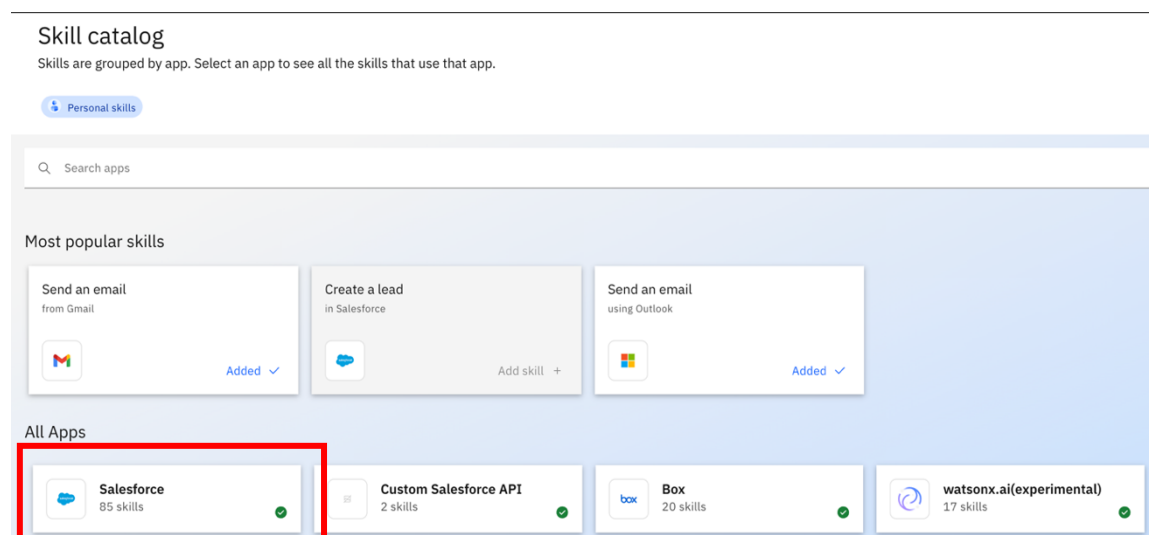 Skill catalog
Skills are grouped by app. Select an app to see all the skills that use that app.
Personal skills
Search apps
Most popular skills
Send an email
from Gmail
Added
Create a lead
in Salesforce
Add skill +
Send an email
using Outlook
Added
All Apps
Salesforce
85 skills
Custom Salesforce API
2 skills
box
Box
20 skills
watsonx.ai(experimental)
17 skills